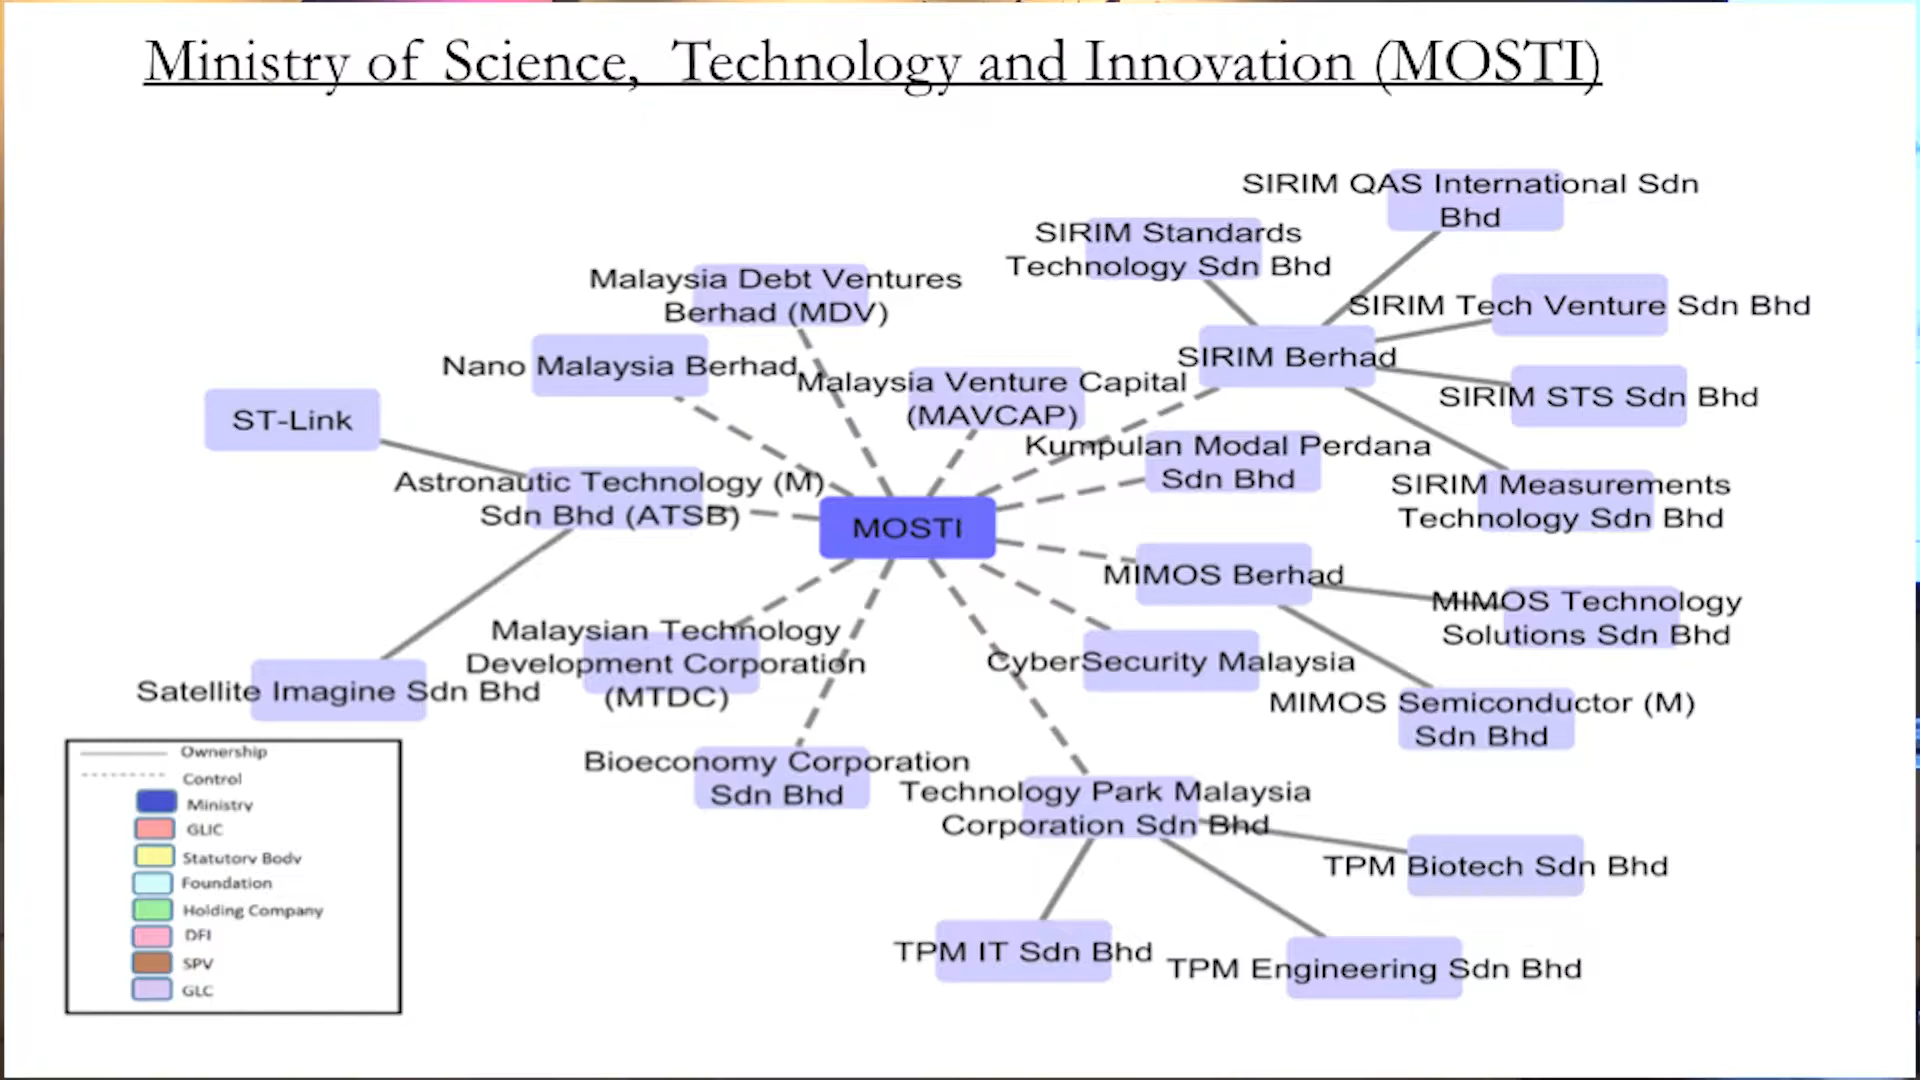 Ministry of Science, Technology and Innovation (MOSTI)
SIRIM QAS International Sdn
Bhd
SIRIM Standards
Technology Sdn Bhd
Malaysia Debt Ventures
Berhad (MDV)
SIRIM Tech Venture Sdn Bhd
Nano Malaysia Berhad
SIRIM Berhad
Malaysia Venture Capital
(MAVCAP)
SIRIM STS Sdn Bhd
ST-Link
Kumpulan Modal Perdana
Sdn Bhd
Astronautic Technology (M)
Sdn Bhd (ATSB)
SIRIM Measurements
Technology Sdn Bhd
MOSTI
MIMOS Berhad
MIMOS Technology
Solutions Sdn Bhd
Malaysian Technology
Development Corporation
(MTDC)
CyberSecurity Malaysia
Satellite Imagine Sdn Bhd
MIMOS Semiconductor (M)
Sdn Bhd
Bioeconomy Corporation
Sdn Bhd
Technology Park Malaysia
Corporation Sdn Bhd
TPM Biotech Sdn Bhd
TPM IT Sdn Bhd
TPM Engineering Sdn Bhd
Ownership
Control
Ministry
GLIC
Statutory Body
Foundation
Holding Company
DFI
SPV
GLC